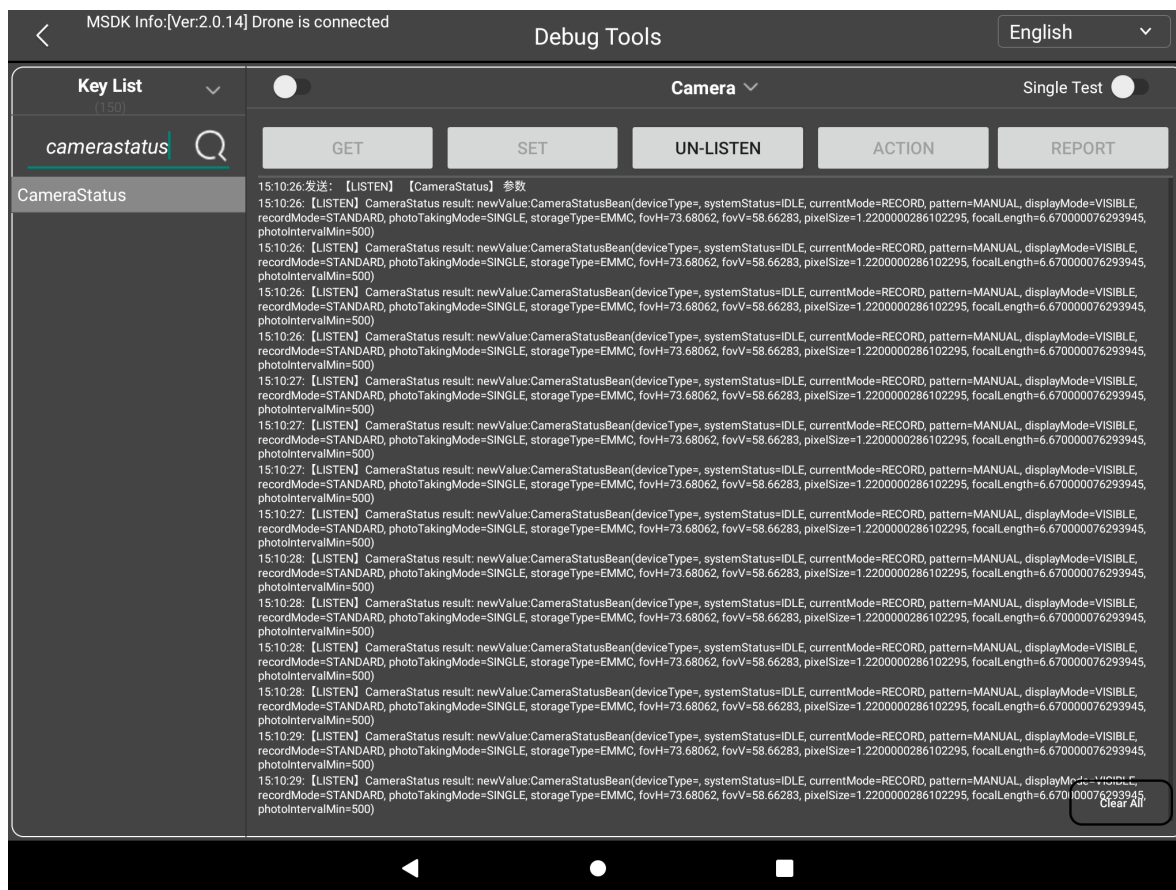 MSDK Info:[Ver:2.0.14] Drone is connected
Debug Tools
English
Key List
(150)
Camera
Single Test
camerastatus
GET
SET
UN-LISTEN
ACTION
REPORT
CameraStatus
15:10:26:发送：【LISTEN】 【CameraStatus】 参数
15:10:26:【LISTEN】CameraStatus result: newValue:CameraStatusBean(deviceType=, systemStatus=IDLE, currentMode=RECORD, pattern=MANUAL, displayMode=VISIBLE,
recordMode=STANDARD, photoTakingMode=SINGLE, storageType=EMMC, fovH=73.68062, fovV=58.66283, pixelSize=1.2200000286102295, focalLength=6.670000076293945,
photoIntervalMin=500)
15:10:26:【LISTEN】CameraStatus result: newValue:CameraStatusBean(deviceType=, systemStatus=IDLE, currentMode=RECORD, pattern=MANUAL, displayMode=VISIBLE,
recordMode=STANDARD, photoTakingMode=SINGLE, storageType=EMMC, fovH=73.68062, fovV=58.66283, pixelSize=1.2200000286102295, focalLength=6.670000076293945,
photoIntervalMin=500)
15:10:26:【LISTEN】CameraStatus result: newValue:CameraStatusBean(deviceType=, systemStatus=IDLE, currentMode=RECORD, pattern=MANUAL, displayMode=VISIBLE,
recordMode=STANDARD, photoTakingMode=SINGLE, storageType=EMMC, fovH=73.68062, fovV=58.66283, pixelSize=1.2200000286102295, focalLength=6.670000076293945,
photoIntervalMin=500)
15:10:26:【LISTEN】CameraStatus result: newValue:CameraStatusBean(deviceType=, systemStatus=IDLE, currentMode=RECORD, pattern=MANUAL, displayMode=VISIBLE,
recordMode=STANDARD, photoTakingMode=SINGLE, storageType=EMMC, fovH=73.68062, fovV=58.66283, pixelSize=1.2200000286102295, focalLength=6.670000076293945,
photoIntervalMin=500)
15:10:27:【LISTEN】CameraStatus result: newValue:CameraStatusBean(deviceType=, systemStatus=IDLE, currentMode=RECORD, pattern=MANUAL, displayMode=VISIBLE,
recordMode=STANDARD, photoTakingMode=SINGLE, storageType=EMMC, fovH=73.68062, fovV=58.66283, pixelSize=1.2200000286102295, focalLength=6.670000076293945,
photoIntervalMin=500)
15:10:27:【LISTEN】CameraStatus result: newValue:CameraStatusBean(deviceType=, systemStatus=IDLE, currentMode=RECORD, pattern=MANUAL, displayMode=VISIBLE,
recordMode=STANDARD, photoTakingMode=SINGLE, storageType=EMMC, fovH=73.68062, fovV=58.66283, pixelSize=1.2200000286102295, focalLength=6.670000076293945,
photoIntervalMin=500)
15:10:27:【LISTEN】CameraStatus result: newValue:CameraStatusBean(deviceType=, systemStatus=IDLE, currentMode=RECORD, pattern=MANUAL, displayMode=VISIBLE,
recordMode=STANDARD, photoTakingMode=SINGLE, storageType=EMMC, fovH=73.68062, fovV=58.66283, pixelSize=1.2200000286102295, focalLength=6.670000076293945,
photoIntervalMin=500)
15:10:27:【LISTEN】CameraStatus result: newValue:CameraStatusBean(deviceType=, systemStatus=IDLE, currentMode=RECORD, pattern=MANUAL, displayMode=VISIBLE,
recordMode=STANDARD, photoTakingMode=SINGLE, storageType=EMMC, fovH=73.68062, fovV=58.66283, pixelSize=1.2200000286102295, focalLength=6.670000076293945,
photoIntervalMin=500)
15:10:28:【LISTEN】CameraStatus result: newValue:CameraStatusBean(deviceType=, systemStatus=IDLE, currentMode=RECORD, pattern=MANUAL, displayMode=VISIBLE,
recordMode=STANDARD, photoTakingMode=SINGLE, storageType=EMMC, fovH=73.68062, fovV=58.66283, pixelSize=1.2200000286102295, focalLength=6.670000076293945,
photoIntervalMin=500)
15:10:28:【LISTEN】CameraStatus result: newValue:CameraStatusBean(deviceType=, systemStatus=IDLE, currentMode=RECORD, pattern=MANUAL, displayMode=VISIBLE,
recordMode=STANDARD, photoTakingMode=SINGLE, storageType=EMMC, fovH=73.68062, fovV=58.66283, pixelSize=1.2200000286102295, focalLength=6.670000076293945,
photoIntervalMin=500)
15:10:28:【LISTEN】CameraStatus result: newValue:CameraStatusBean(deviceType=, systemStatus=IDLE, currentMode=RECORD, pattern=MANUAL, displayMode=VISIBLE,
recordMode=STANDARD, photoTakingMode=SINGLE, storageType=EMMC, fovH=73.68062, fovV=58.66283, pixelSize=1.2200000286102295, focalLength=6.670000076293945,
photoIntervalMin=500)
15:10:28:【LISTEN】CameraStatus result: newValue:CameraStatusBean(deviceType=, systemStatus=IDLE, currentMode=RECORD, pattern=MANUAL, displayMode=VISIBLE,
recordMode=STANDARD, photoTakingMode=SINGLE, storageType=EMMC, fovH=73.68062, fovV=58.66283, pixelSize=1.2200000286102295, focalLength=6.670000076293945,
photoIntervalMin=500)
15:10:29:【LISTEN】CameraStatus result: newValue:CameraStatusBean(deviceType=, systemStatus=IDLE, currentMode=RECORD, pattern=MANUAL, displayMode=VISIBLE,
recordMode=STANDARD, photoTakingMode=SINGLE, storageType=EMMC, fovH=73.68062, fovV=58.66283, pixelSize=1.2200000286102295, focalLength=6.670000076293945,
photoIntervalMin=500)
15:10:29:【LISTEN】CameraStatus result: newValue:CameraStatusBean(deviceType=, systemStatus=IDLE, currentMode=RECORD, pattern=MANUAL, displayMode=VISIBLE,
recordMode=STANDARD, photoTakingMode=SINGLE, storageType=EMMC, fovH=73.68062, fovV=58.66283, pixelSize=1.2200000286102295, focalLength=6.670000076293945,
photoIntervalMin=500)
Clear All